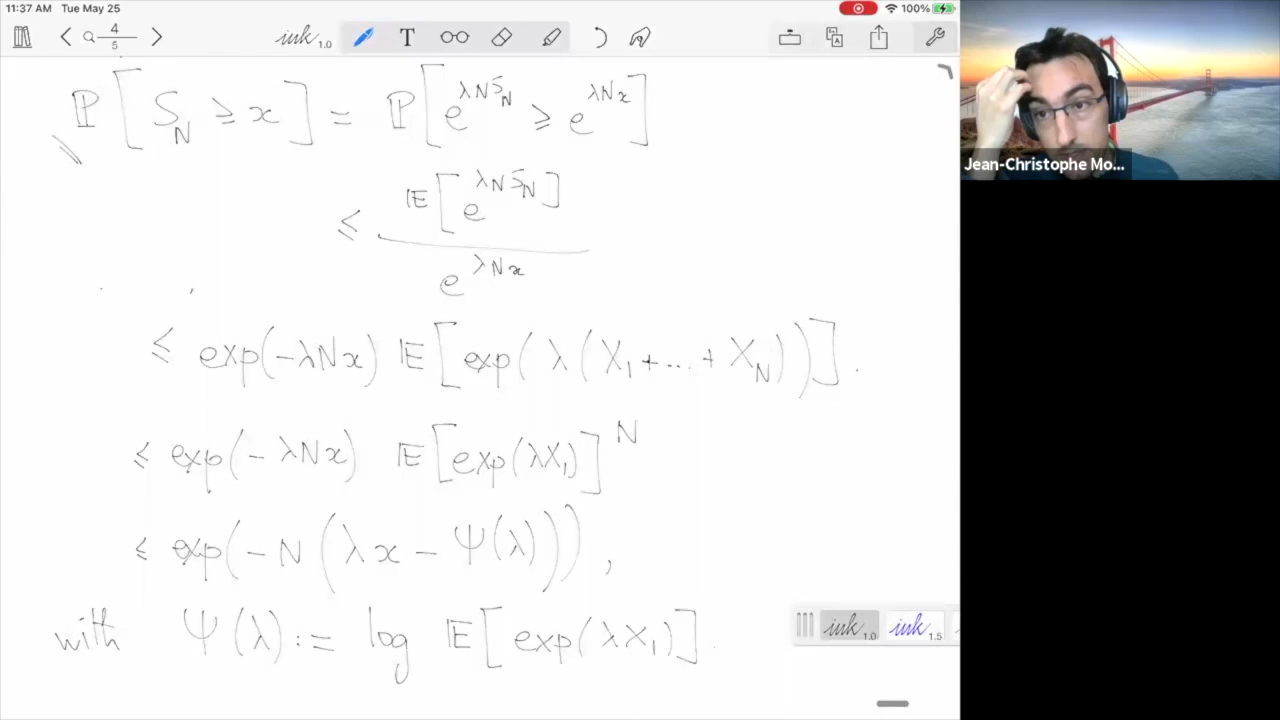 11:37 AM Tue May 25
100%
4
5
ink 1.0
T
ℙ[S_N ⩾ x] = ℙ[e^{λNS_N} ⩾ e^{λNx}]
≤ 𝔼[e^{λNS_N}] / e^{λNx}
≤ exp(-λNx) 𝔼[exp(λ(X_1+...+X_N))].
≤ exp(-λNx) 𝔼[exp(λX_1)]^N
≤ exp(-N(λx - Ψ(λ))),
with Ψ(λ) := log 𝔼[exp(λX_1)].
ink 1.0 ink 1.5
Jean-Christophe Mo...